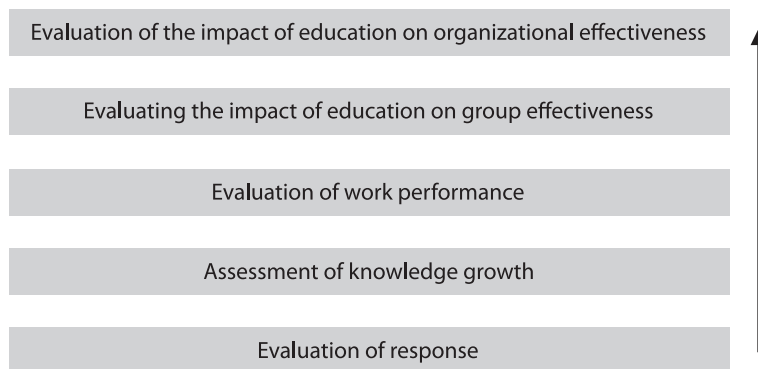 Evaluation of the impact of education on organizational effectiveness
Evaluating the impact of education on group effectiveness
Evaluation of work performance
Assessment of knowledge growth
Evaluation of response